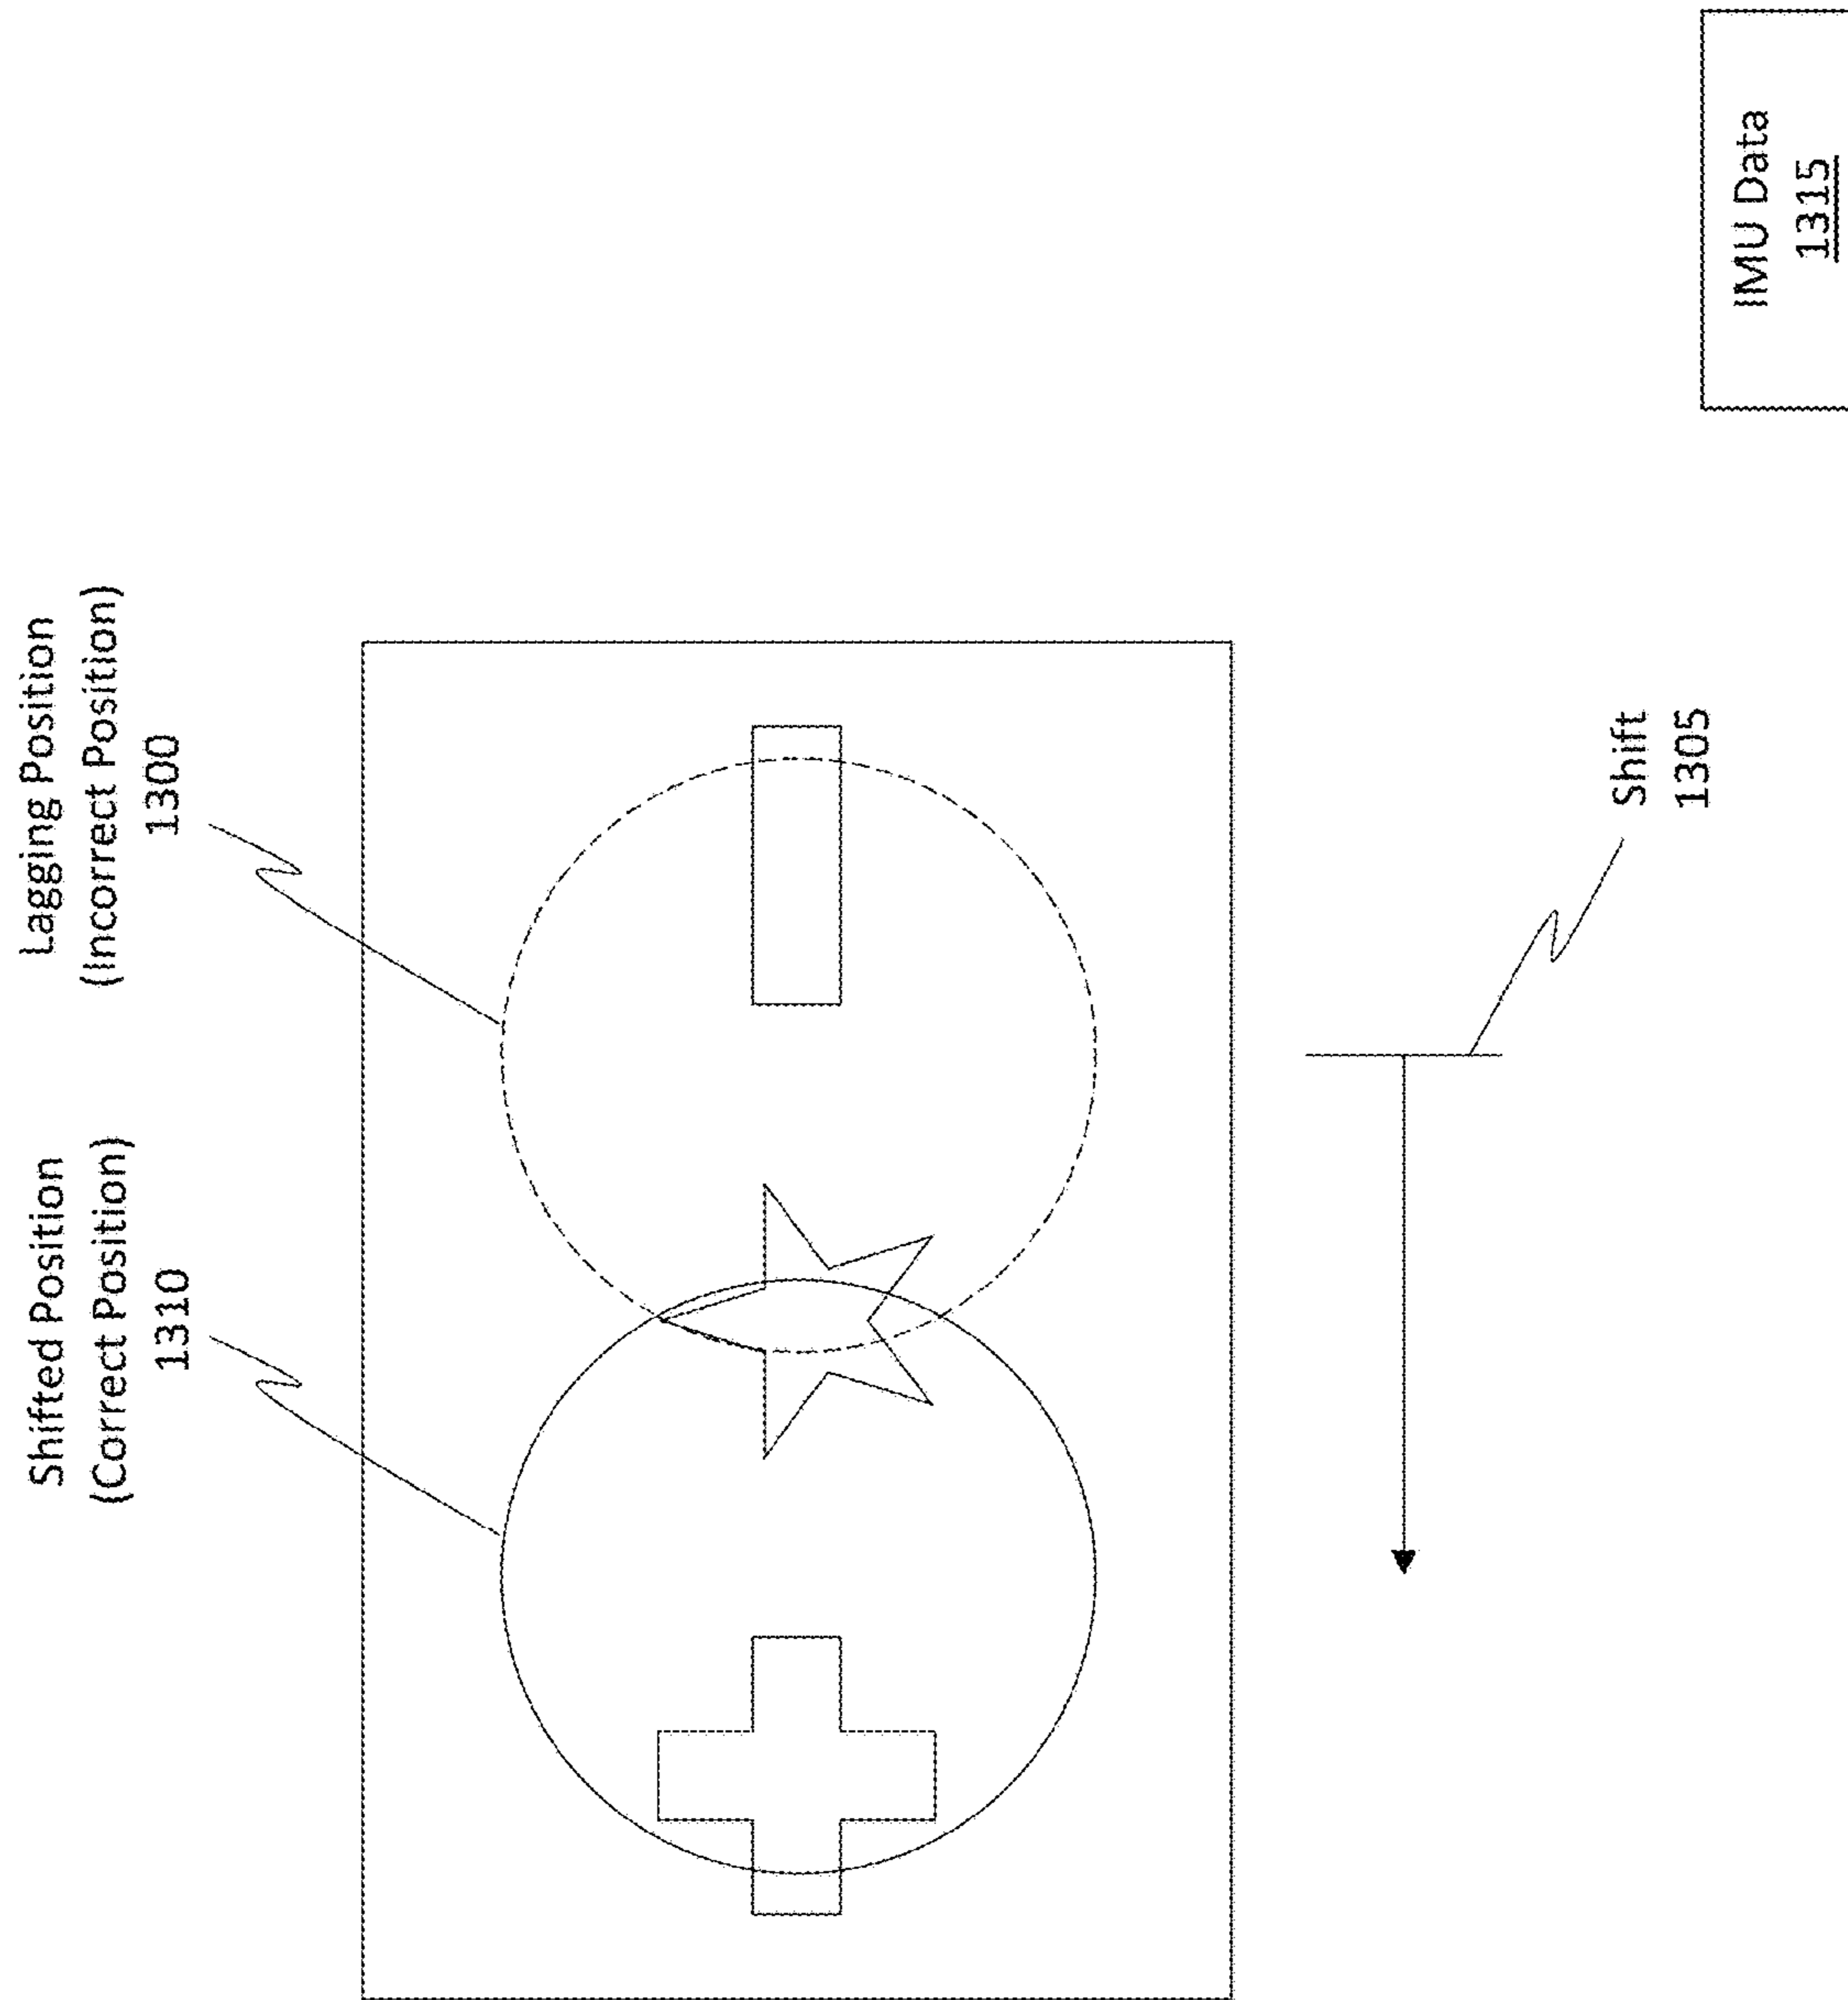 Shifted Position
(Correct Position)
1310
Lagging Position
(Incorrect Position)
1300
Shift
1305
IMU Data
1315